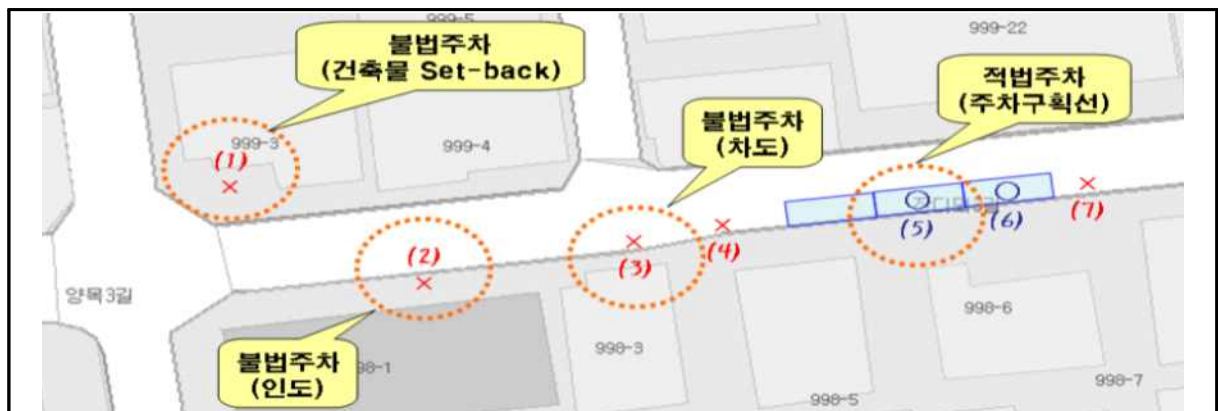 999-5
999-22
불법주차
(건축물 Set-back)
적법주차
(주차구획선)
불법주차
(차도)
999-3
999-4
(1)
(2)
(3)
(4)
(5)
(6)
(7)
양목3길
998-6
998-3
98-1
불법주차
(인도)
998-7
998-5